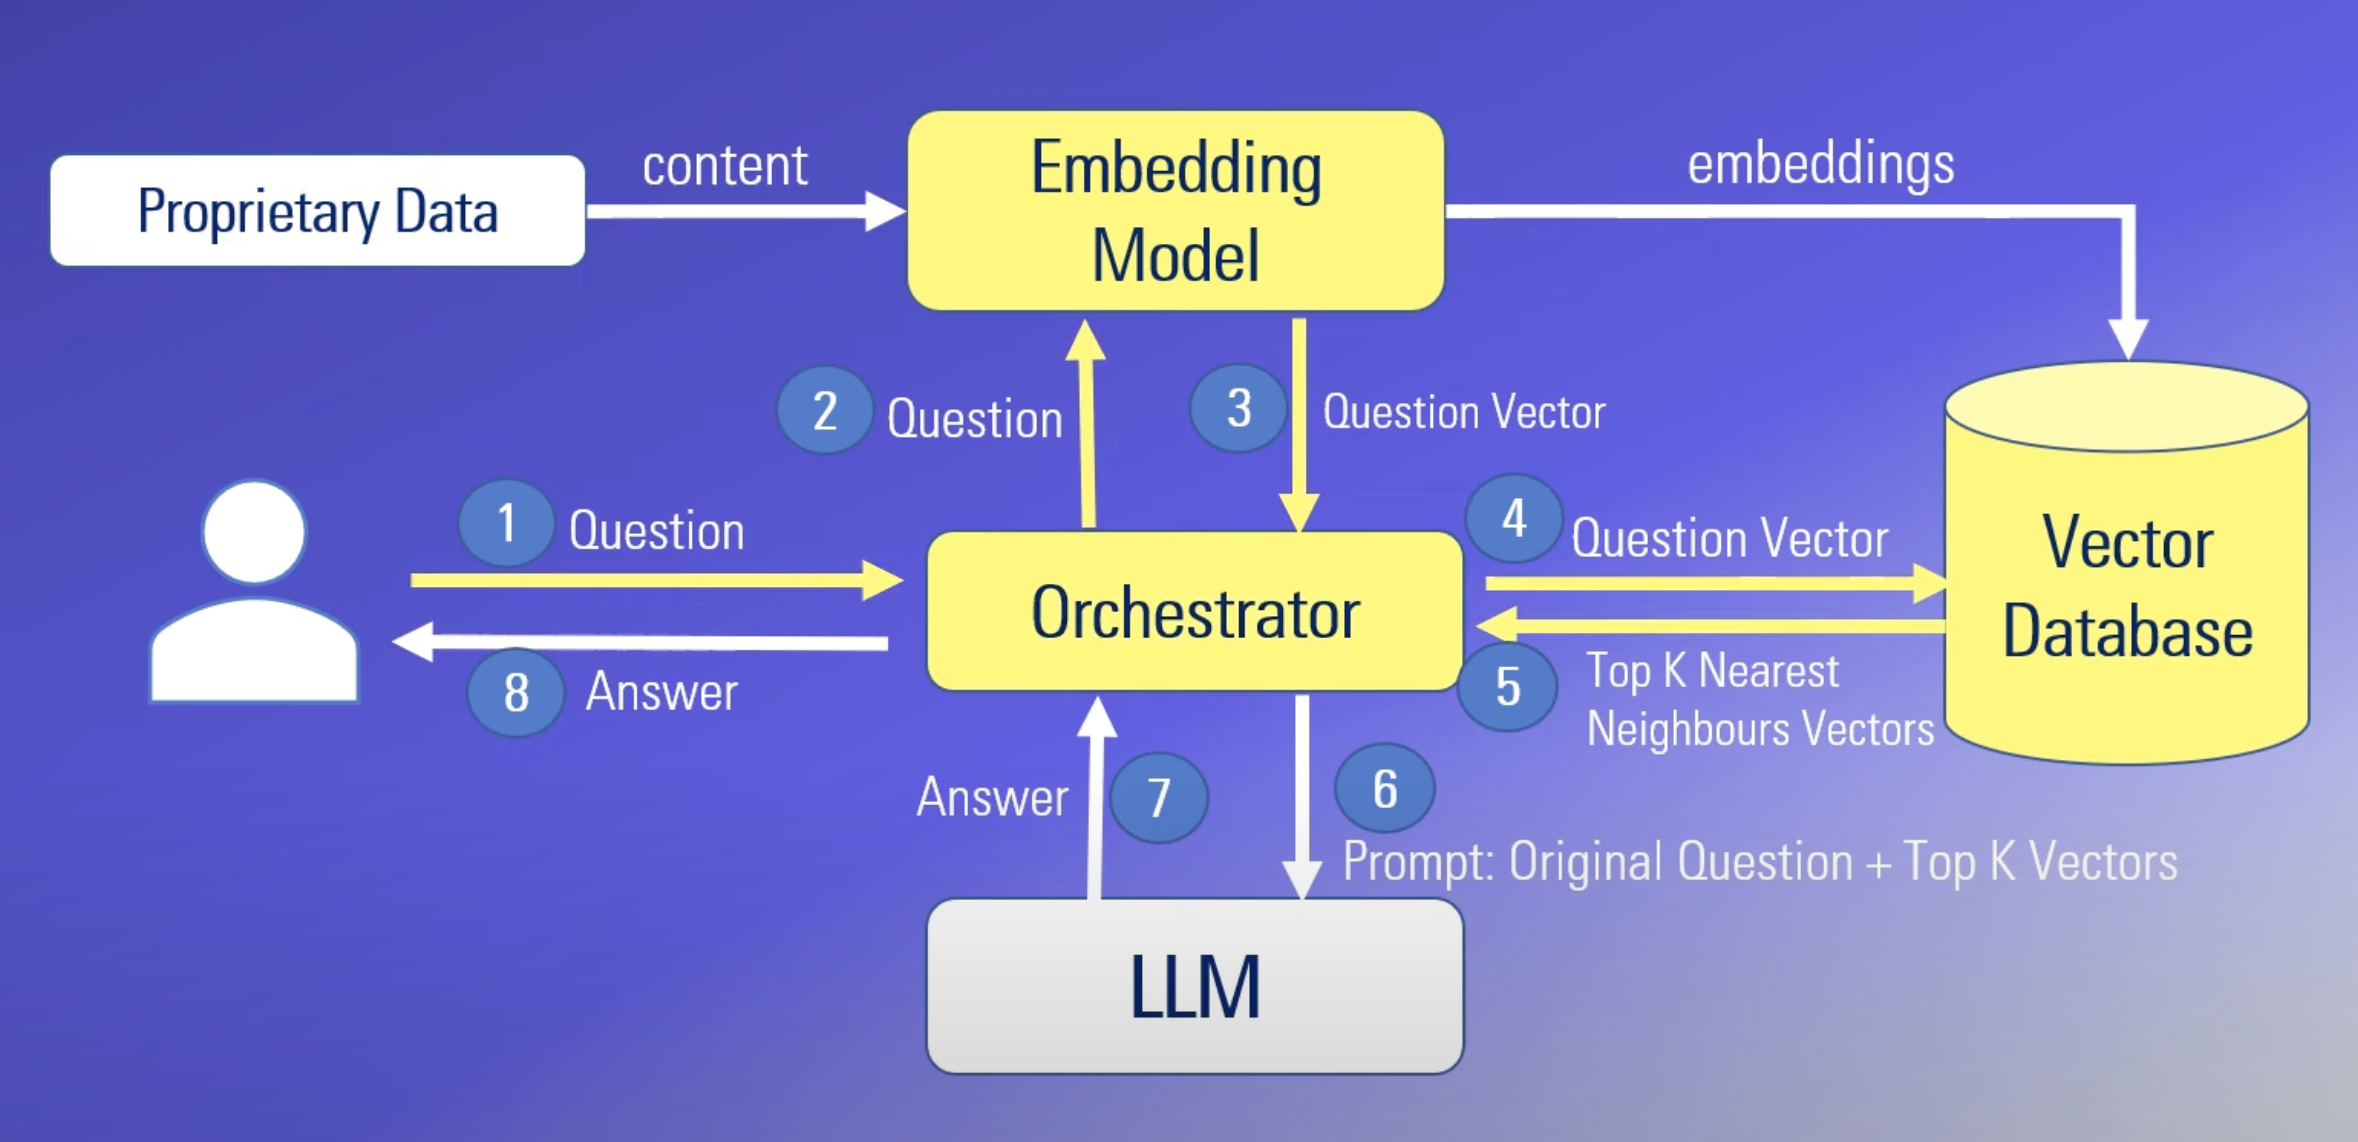 Proprietary Data
content
Embedding
Model
embeddings
2
Question
3
Question Vector
1
Question
4
Question Vector
Orchestrator
Vector
Database
8
Answer
5
Top K Nearest
Neighbours Vectors
Answer
7
6
Prompt: Original Question + Top K Vectors
LLM